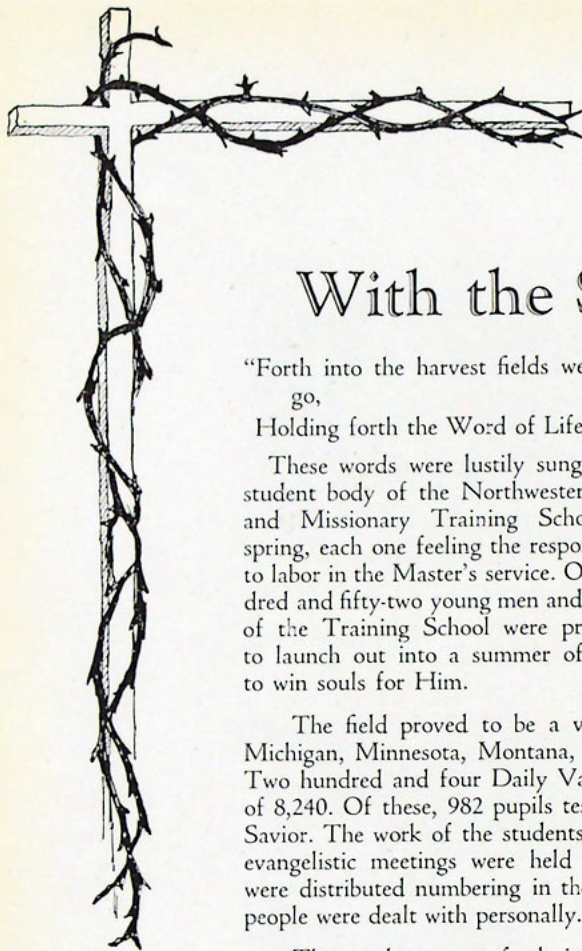 With the
"Forth into the harvest fields we
go,
Holding forth the Word of Life
These words were lustily sung
student body of the Northwester
and Missionary Training Scho
spring, each one feeling the respo
to labor in the Master's service. O
dred and fifty-two young men and
of the Training School were pr
to launch out into a summer of
to win souls for Him.
The field proved to be a v
Michigan, Minnesota, Montana,
Two hundred and four Daily Va
of 8,240. Of these, 982 pupils te
Savior. The work of the students
evangelistic meetings were held
were distributed numbering in the
people were dealt with personally.